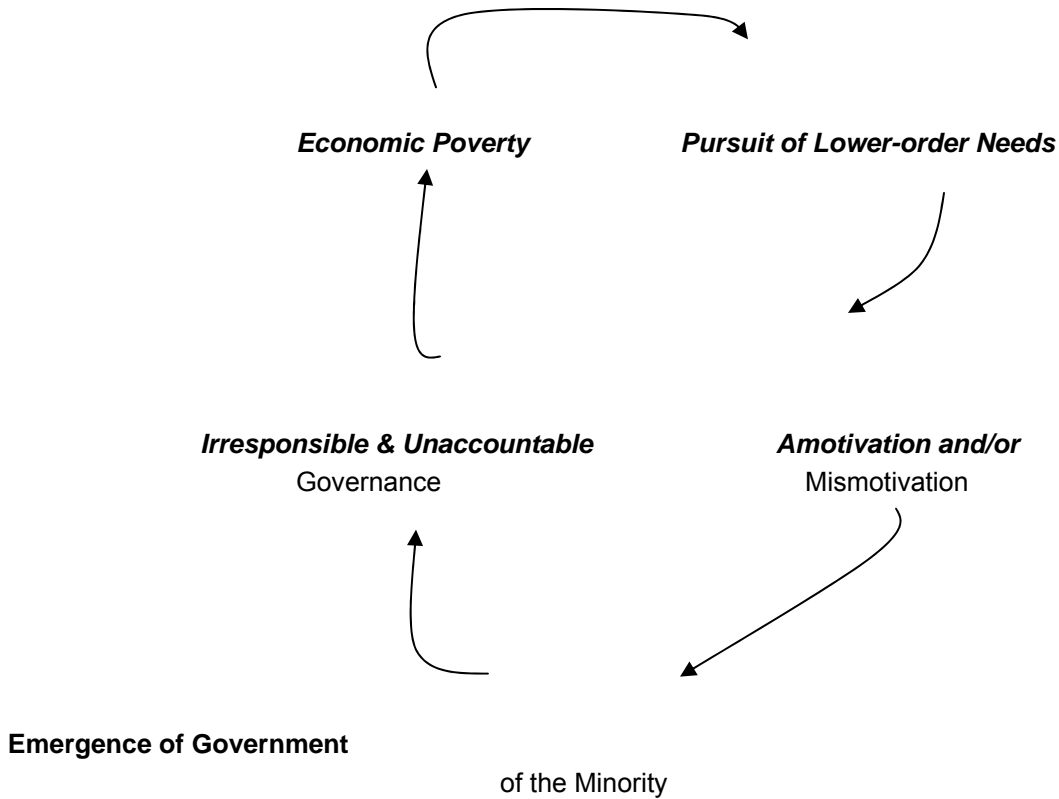 Economic Poverty
Pursuit of Lower-order Needs
Irresponsible & Unaccountable
Governance
Amotivation and/or
Mismotivation
Emergence of Government
of the Minority